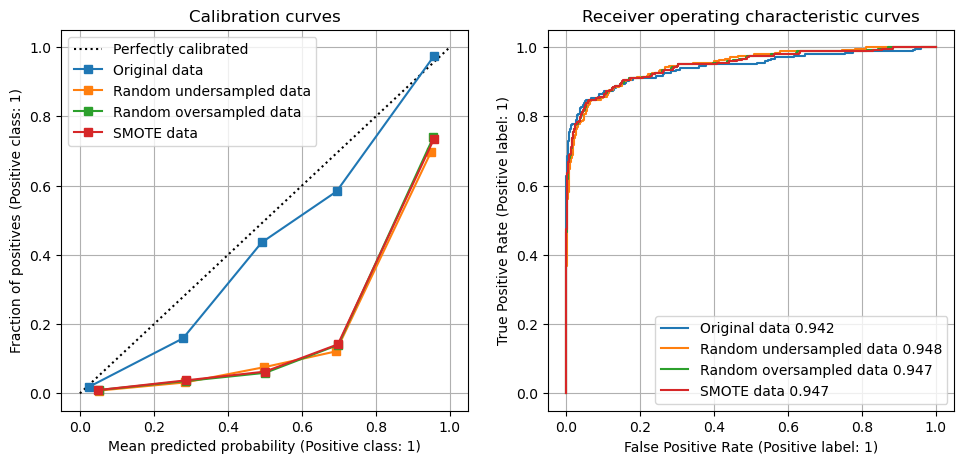 Calibration curves
Fraction of positives (Positive class: 1)
1.0
0.8
0.6
0.4
0.2
0.0
Perfectly calibrated
Original data
Random undersampled data
Random oversampled data
SMOTE data
0.0 0.2 0.4 0.6 0.8 1.0
Mean predicted probability (Positive class: 1)
Receiver operating characteristic curves
True Positive Rate (Positive label: 1)
1.0
0.8
0.6
0.4
0.2
0.0
Original data 0.942
Random undersampled data 0.948
Random oversampled data 0.947
SMOTE data 0.947
0.0 0.2 0.4 0.6 0.8 1.0
False Positive Rate (Positive label: 1)